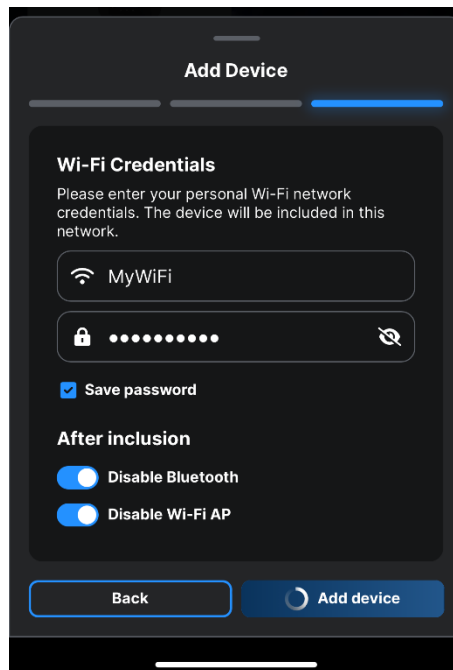 Add Device
Wi-Fi Credentials
Please enter your personal Wi-Fi network
credentials. The device will be included in this
network.
MyWiFi
••••••••••
Save password
After inclusion
Disable Bluetooth
Disable Wi-Fi AP
Back
Add device